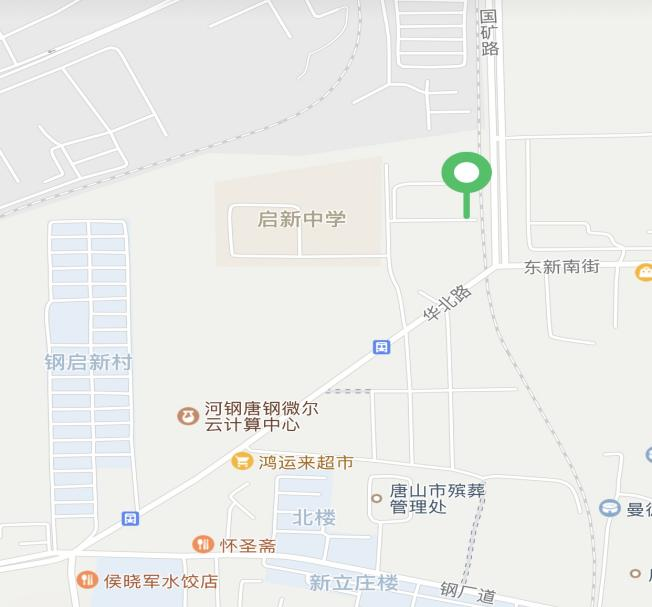 国矿路
启新中学
东新南街
华北路
钢启新村
河钢唐钢微尔
云计算中心
鸿运来超市
唐山市殡葬
管理处
北楼
怀圣斋
侯晓军水饺店
新立庄楼
钢厂道